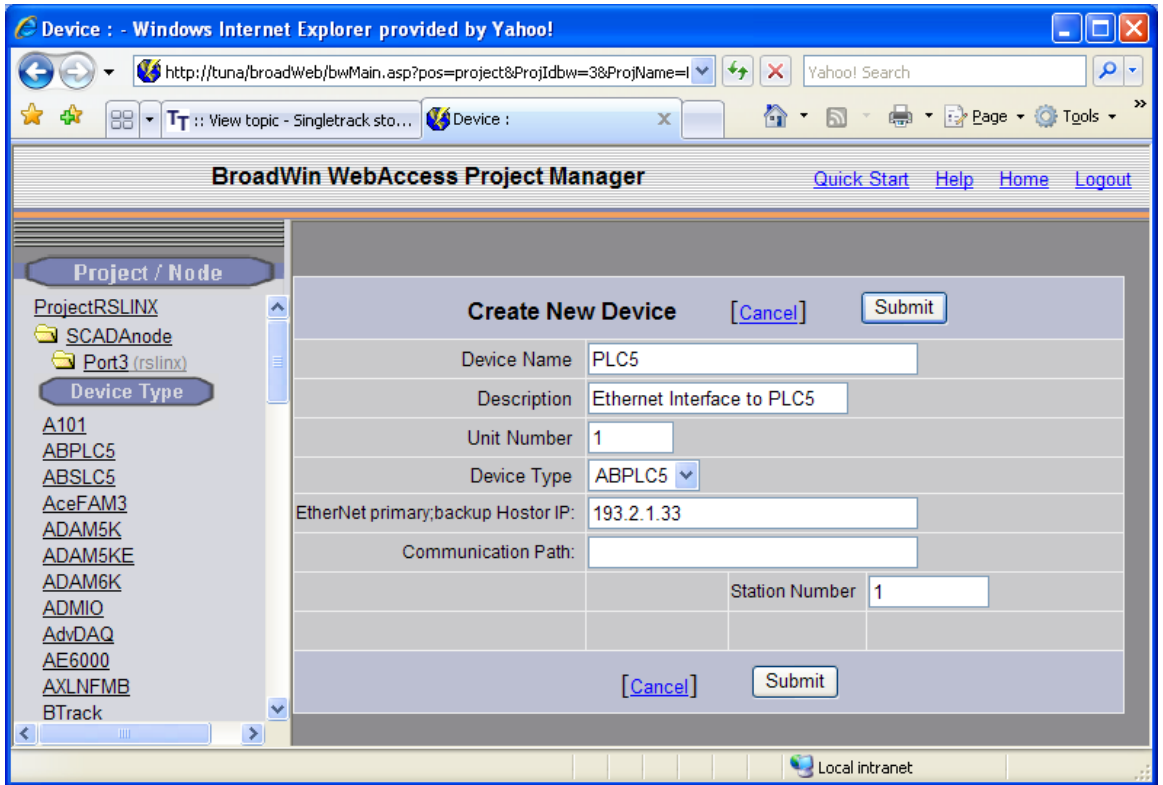 Device : - Windows Internet Explorer provided by Yahoo!
http://tuna/broadWeb/bwMain.asp?pos=project&ProjIdbw=3&ProjName=
Yahoo! Search
TT :: View topic - Singletrack sto... Device : Page Tools »
BroadWin WebAccess Project Manager Quick Start Help Home Logout
Project / Node
ProjectRSLINX
SCADAnode
Port3 (rslinx)
Device Type
A101
ABPLC5
ABSLC5
AceFAM3
ADAM5K
ADAM5KE
ADAM6K
ADMIO
AdvDAQ
AE6000
AXLNFMB
BTrack
Create New Device [Cancel] Submit
Device Name PLC5
Description Ethernet Interface to PLC5
Unit Number 1
Device Type ABPLC5
EtherNet primary;backup Hostor IP: 193.2.1.33
Communication Path:
Station Number 1
[Cancel] Submit
Local intranet